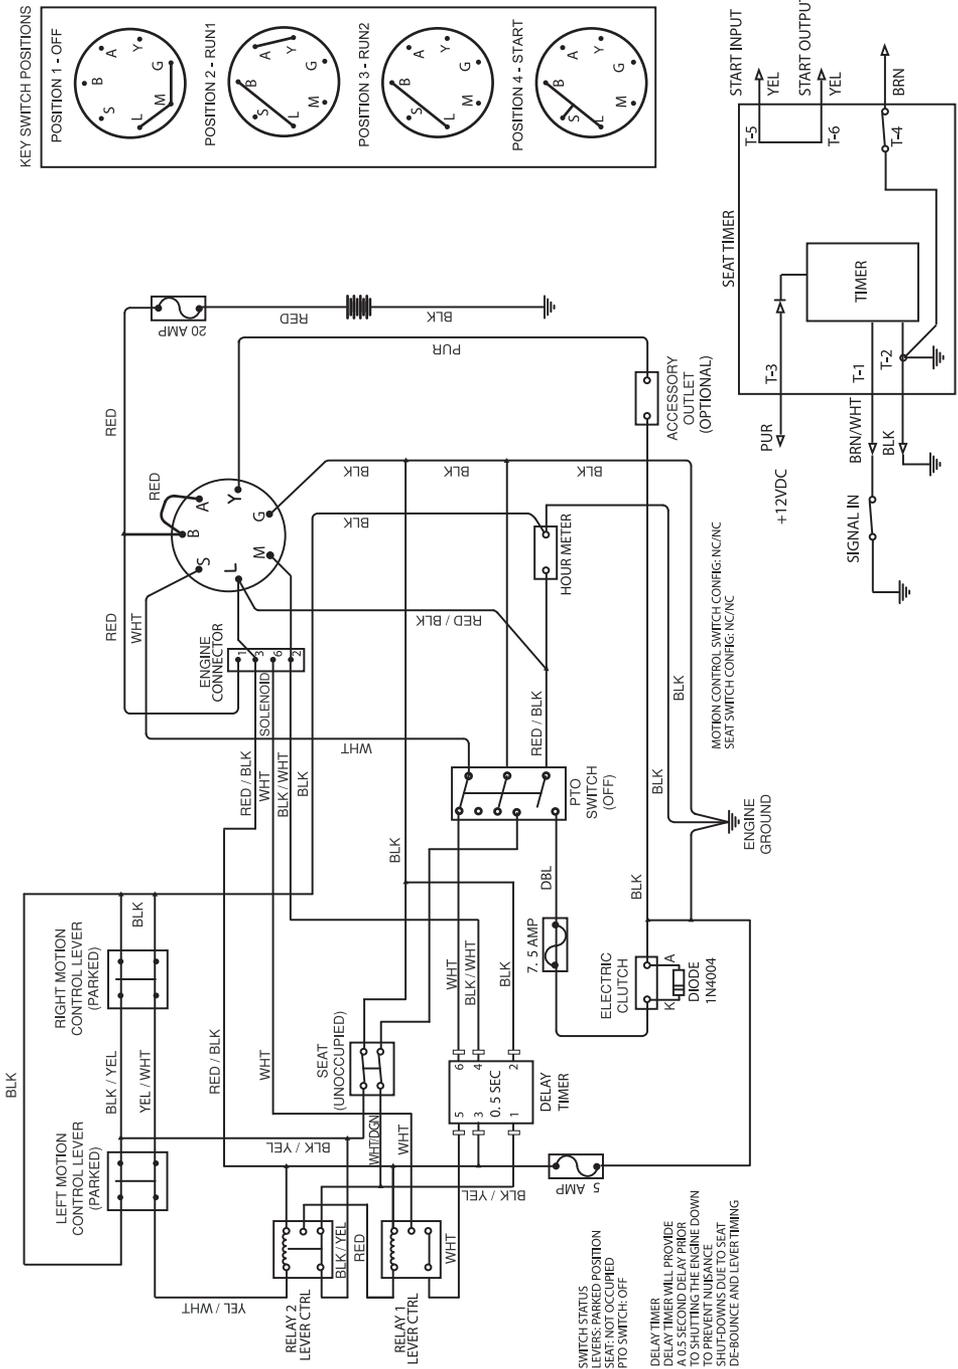 KEY SWITCH POSITIONS
POSITION 1 - OFF
B
A
Y
G
M
L
S
POSITION 2 - RUN1
B
A
Y
G
M
L
S
POSITION 3 - RUN2
B
A
Y
G
M
L
S
POSITION 4 - START
B
A
Y
G
M
L
S
START INPUT
YEL
START OUTPUT
YEL
BRN
T-5
T-6
T-4
SEAT TIMER
TIMER
T-3
T-1
T-2
PUR
+12VDC
BRN/WHT
BLK
SIGNAL IN
20 AMP
RED
BLK
RED
PUR
RED
B
A
Y
G
M
L
S
ACCESSORY
OUTLET
(OPTIONAL)
BLK
BLK
BLK
BLK
HOUR METER
RED
WHT
RED / BLK
ENGINE
CONNECTOR
1
3
6
2
SOLENOID
RED / BLK
WHT
BLK / WHT
BLK
WHT
RED / BLK
BLK
BLK
MOTION CONTROL SWITCH CONFIG: NC/NC
SEAT SWITCH CONFIG: NC/NC
PTO
SWITCH
(OFF)
ENGINE
GROUND
BLK
DBL
BLK
7. 5 AMP
WHT
BLK / WHT
BLK
ELECTRIC
CLUTCH
A
K
DIODE
1N4004
BLK
RIGHT MOTION
CONTROL LEVER
(PARKED)
BLK
BLK / YEL
YEL / WHT
RED / BLK
WHT
SEAT
(UNOCCUPIED)
6
4
2
0. 5 SEC
5
3
1
DELAY
TIMER
LEFT MOTION
CONTROL LEVER
(PARKED)
BLK / YEL
WHT/DGN
WHT
BLK / YEL
5 AMP
YEL / WHT
RELAY 2
LEVER CTRL
BLK / YEL
RED
RELAY 1
LEVER CTRL
WHT
SWITCH STATUS
LEVERS: PARKED POSITION
SEAT: NOT OCCUPIED
PTO SWITCH: OFF
DELAY TIMER
DELAY TIMER WILL PROVIDE
A 0.5 SECOND DELAY PRIOR
TO SHUTTING THE ENGINE DOWN
TO PREVENT NUISANCE
SHUT-DOWNS DUE TO SEAT
DE-BOUNCE AND LEVER TIMING